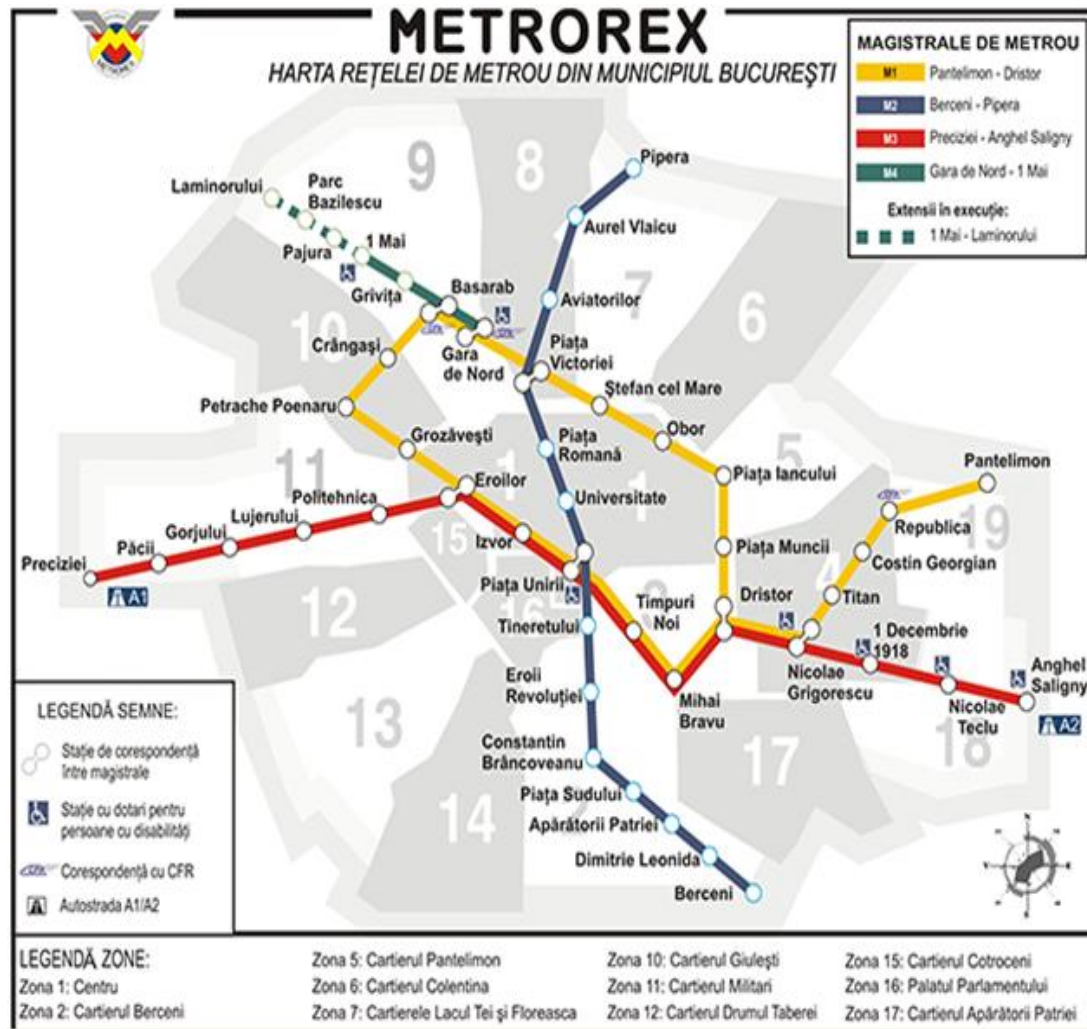 METROREX
METROREX
HARTA REȚELEI DE METROU DIN MUNICIPIUL BUCUREȘTI
MAGISTRALE DE METROU
M1 Pantelimon - Dristor
M2 Berceni - Pipera
M3 Preciziei - Anghel Saligny
M4 Gara de Nord - 1 Mai
Extensii în execuție:
1 Mai - Laminorului
9
8
Pipera
Laminorului
Parc
Bazilescu
Aurel Vlaicu
Pajura
1 Mai
7
6
Grivița
Basarab
Aviatorilor
10
Crângași
Gara
de Nord
Piața
Victoriei
Ștefan cel Mare
Petrache Poenaru
Obor
Grozăvești
Piața
Romană
5
11
Eroilor
1
1
Piața Iancului
Pantelimon
Politehnica
Universitate
19
Lujerului
Republica
Gorjului
15
Izvor
Piața Muncii
Păcii
Costin Georgian
Preciziei
A1
Piața Unirii
4
12
16
Timpuri
Noi
Dristor
Titan
Tineretului
1 Decembrie
1918
Eroii
Revoluției
Nicolae
Grigorescu
Anghel
Saligny
Mihai
Bravu
Nicolae
Teclu
A2
13
18
Constantin
Brâncoveanu
17
Piața Sudului
14
Apărătorii Patriei
Dimitrie Leonida
Berceni
LEGENDĂ SEMNE:
Stație de corespondență
între magistrale
Stație cu dotari pentru
persoane cu disabilități
Corespondență cu CFR
Autostrada A1/A2
LEGENDĂ ZONE:
Zona 1: Centru
Zona 2: Cartierul Berceni
Zona 5: Cartierul Pantelimon
Zona 6: Cartierul Colentina
Zona 7: Cartierele Lacul Tei și Floreasca
Zona 10: Cartierul Giulești
Zona 11: Cartierul Militari
Zona 12: Cartierul Drumul Taberei
Zona 15: Cartierul Cotroceni
Zona 16: Palatul Parlamentului
Zona 17: Cartierul Apărătorii Patriei